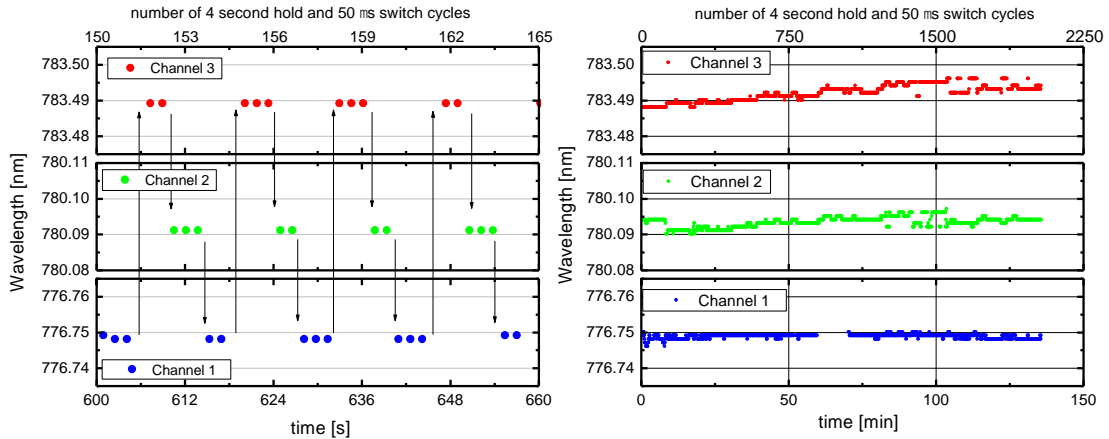 number of 4 second hold and 50 ms switch cycles
150 153 156 159 162 165
783.50
783.49
783.48
Channel 3
780.11
780.10
780.09
780.08
Channel 2
776.76
776.75
776.74
Channel 1
Wavelength [nm]
600 612 624 636 648 660
time [s]
number of 4 second hold and 50 ms switch cycles
0 750 1500 2250
783.50
783.49
783.48
Channel 3
780.11
780.10
780.09
780.08
Channel 2
776.76
776.75
776.74
Channel 1
Wavelength [nm]
0 50 100 150
time [min]